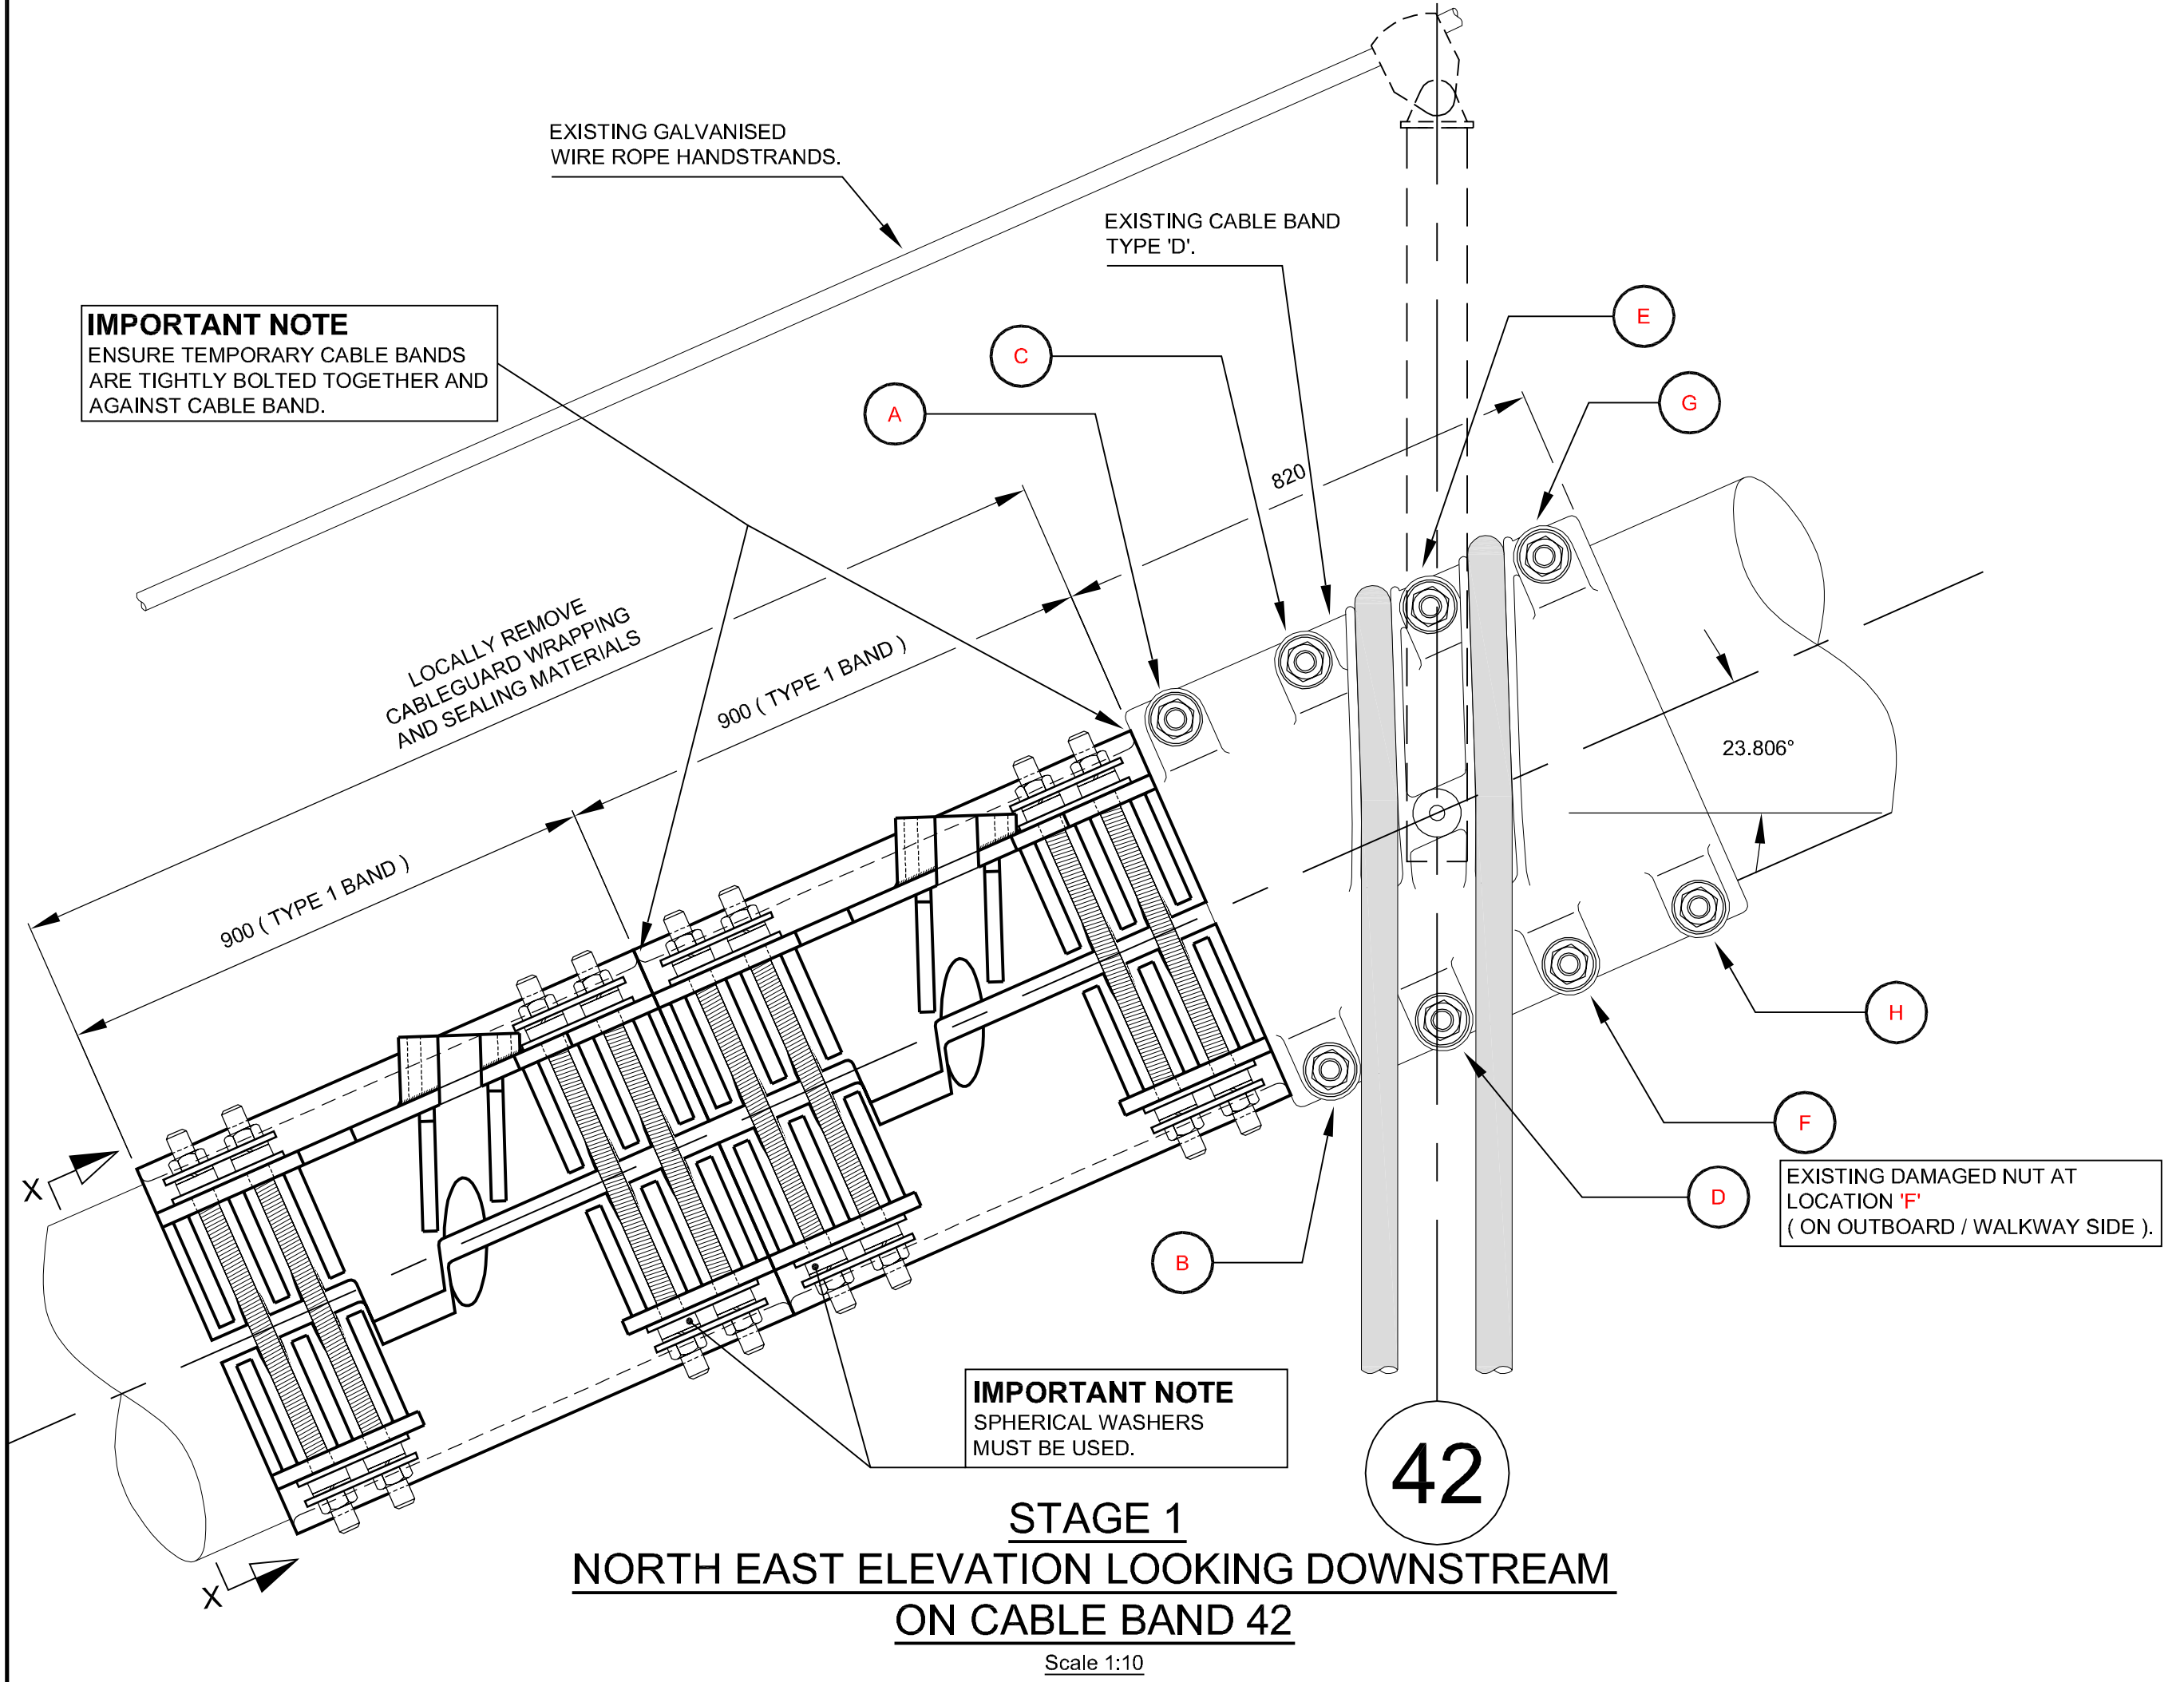 EXISTING GALVANISED
WIRE ROPE HANDSTRANDS.
EXISTING CABLE BAND
TYPE 'D'.
IMPORTANT NOTE
ENSURE TEMPORARY CABLE BANDS
ARE TIGHTLY BOLTED TOGETHER AND
AGAINST CABLE BAND.
E
C
A
G
820
LOCALLY REMOVE
CABLEGUARD WRAPPING
AND SEALING MATERIALS
900 ( TYPE 1 BAND )
23.806°
900 ( TYPE 1 BAND )
H
F
X
EXISTING DAMAGED NUT AT
LOCATION 'F'
( ON OUTBOARD / WALKWAY SIDE ).
D
B
IMPORTANT NOTE
SPHERICAL WASHERS
MUST BE USED.
42
X
STAGE 1
NORTH EAST ELEVATION LOOKING DOWNSTREAM
ON CABLE BAND 42
Scale 1:10